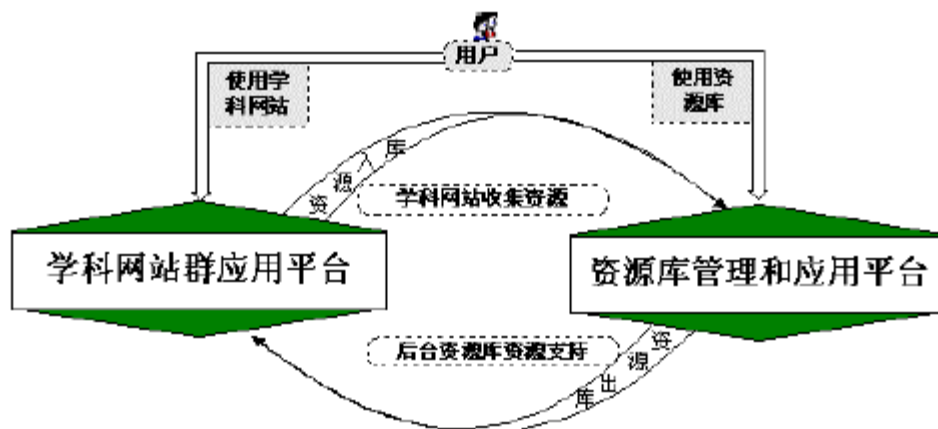 用户
使用学
科网站
使用资
源库
资源入库
学科网站收集资源
学科网站群应用平台
资源库管理和应用平台
后台资源库资源支持
资源出库